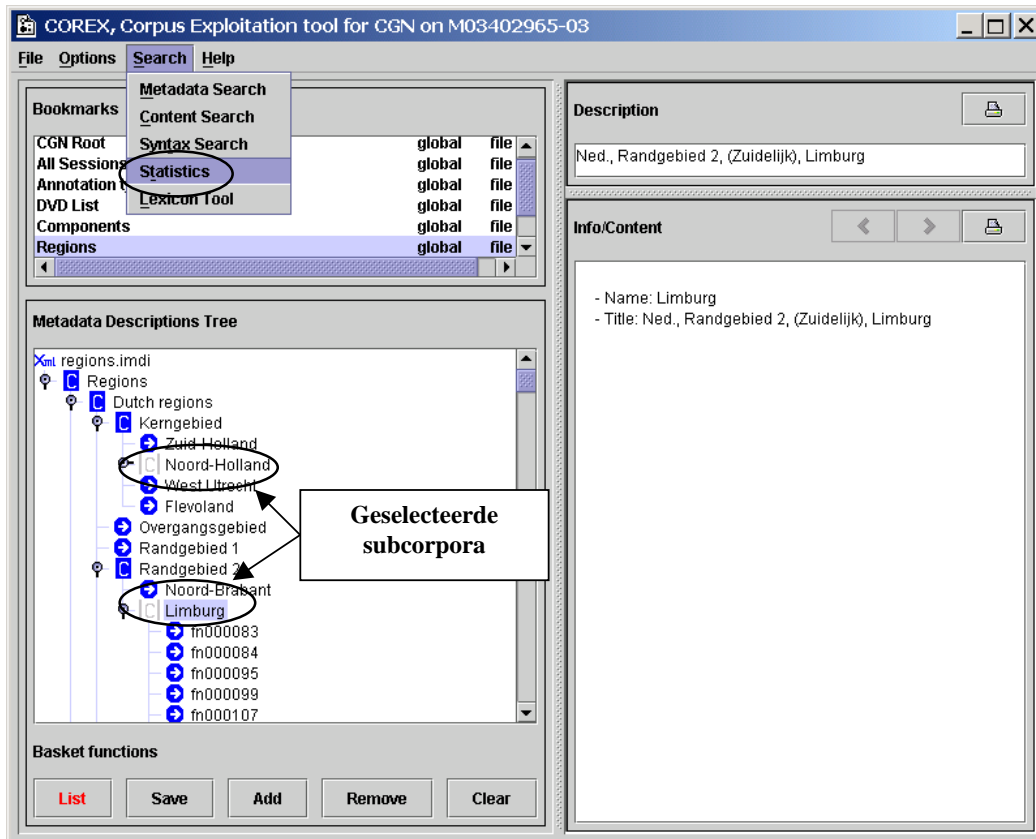 COREX, Corpus Exploitation tool for CGN on M03402965-03
File Options Search Help
Metadata Search
Content Search
Syntax Search
Statistics
Lexicon Tool
Bookmarks
CGN Root global file
All Sessions global file
Annotation global file
DVD List global file
Components global file
Regions global file
Metadata Descriptions Tree
Xml regions.imdi
C Regions
C Dutch regions
C Kerngebied
Zuid-Holland
C Noord-Holland
West Utrecht
Flevoland
Overgangsgebied
Randgebied 1
C Randgebied 2
Noord-Brabant
C Limburg
fn000083
fn000084
fn000095
fn000099
fn000107
Geselecteerde
subcorpora
Basket functions
List Save Add Remove Clear
Description
Ned., Randgebied 2, (Zuidelijk), Limburg
Info/Content
- Name: Limburg
- Title: Ned., Randgebied 2, (Zuidelijk), Limburg